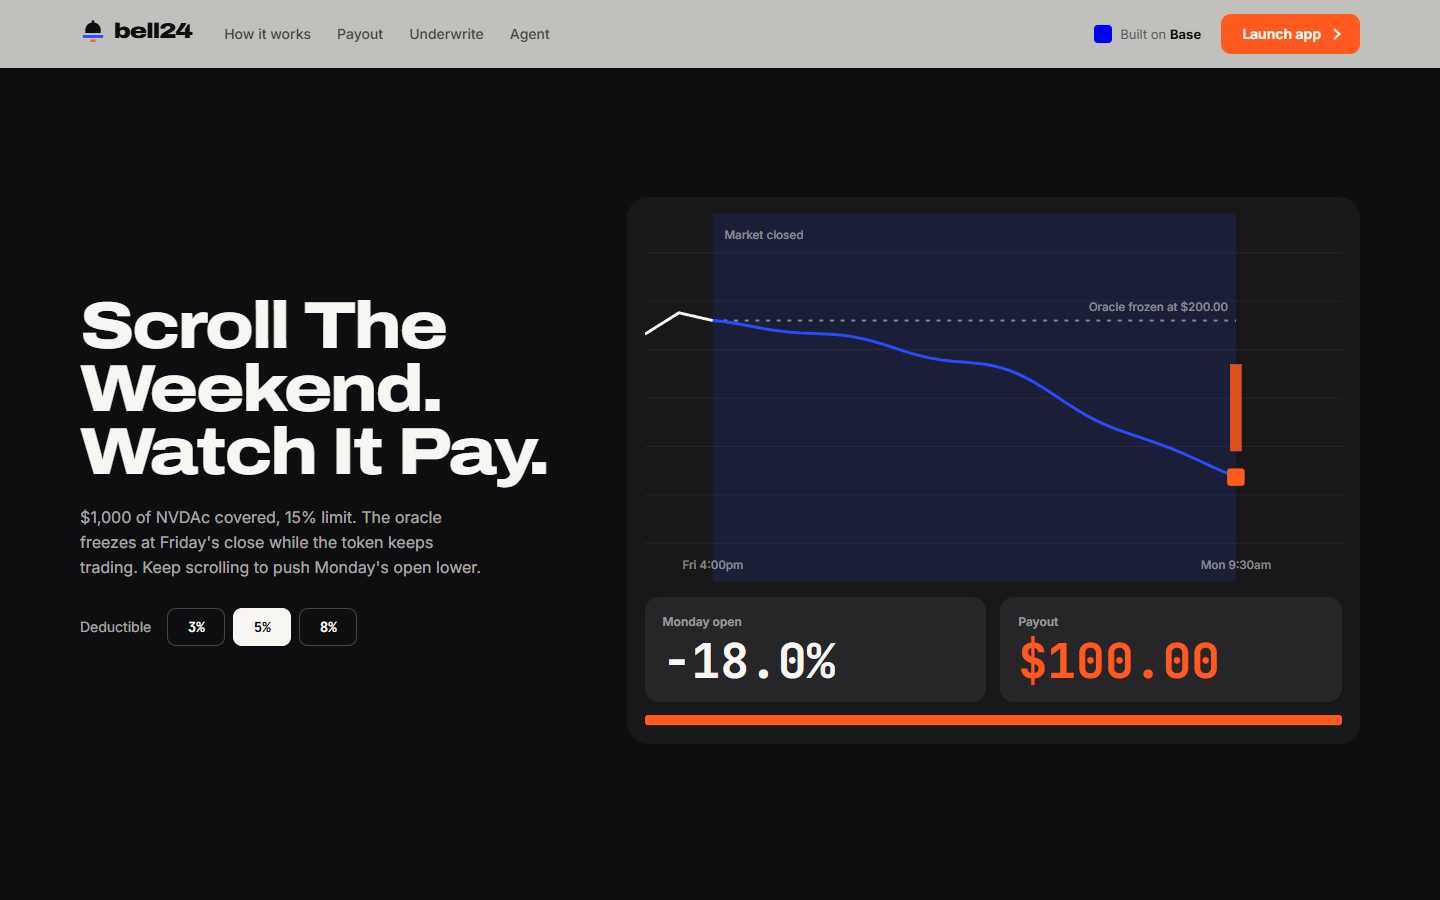 bell24
How it works
Payout
Underwrite
Agent
Built on Base
Launch app
Scroll The
Weekend.
Watch It Pay.
$1,000 of NVDAc covered, 15% limit. The oracle
freezes at Friday's close while the token keeps
trading. Keep scrolling to push Monday's open lower.
Deductible
3%
5%
8%
Market closed
Oracle frozen at $200.00
Fri 4:00pm
Mon 9:30am
Monday open
-18.0%
Payout
$100.00